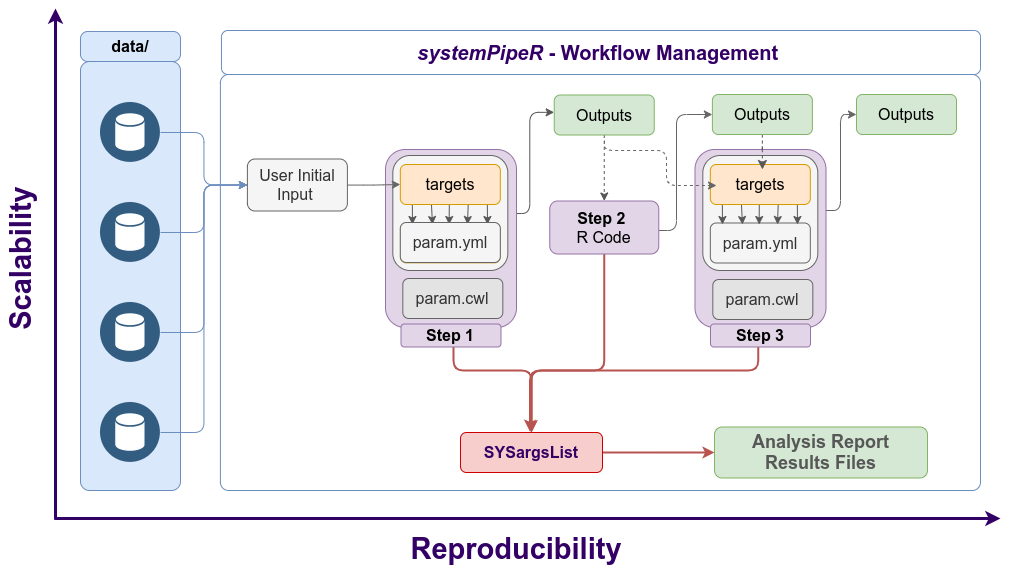 data/
systemPipeR - Workflow Management
Outputs
Outputs
Outputs
User Initial
Input
targets
param.yml
param.cwl
Step 1
Step 2
R Code
targets
param.yml
param.cwl
Step 3
SYSargsList
Analysis Report
Results Files
Scalability
Reproducibility